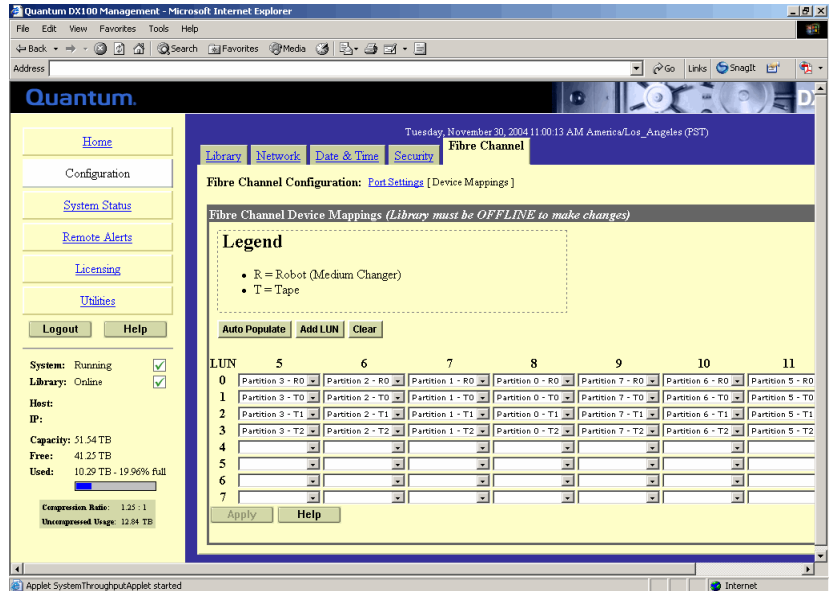 Quantum DX100 Management - Microsoft Internet Explorer
File Edit View Favorites Tools Help
Back Search Favorites Media
Address Go Links SnagIt
Quantum. D
Tuesday, November 30, 2004 11:00:13 AM America/Los_Angeles (PST)
Home
Configuration
System Status
Remote Alerts
Licensing
Utilities
Logout Help
System: Running
Library: Online
Host:
IP:
Capacity: 51.54 TB
Free: 41.25 TB
Used: 10.29 TB - 19.96% full
Compression Ratio: 1.25 : 1
Uncompressed Usage: 12.84 TB
Library Network Date & Time Security Fibre Channel
Fibre Channel Configuration: Port Settings [ Device Mappings ]
Fibre Channel Device Mappings (Library must be OFFLINE to make changes)
Legend
• R = Robot (Medium Changer)
• T = Tape
Auto Populate Add LUN Clear
LUN 5 6 7 8 9 10 11
0 Partition 3 - R0 Partition 2 - R0 Partition 1 - R0 Partition 0 - R0 Partition 7 - R0 Partition 6 - R0 Partition 5 - R0
1 Partition 3 - T0 Partition 2 - T0 Partition 1 - T0 Partition 0 - T0 Partition 7 - T0 Partition 6 - T0 Partition 5 - T0
2 Partition 3 - T1 Partition 2 - T1 Partition 1 - T1 Partition 0 - T1 Partition 7 - T1 Partition 6 - T1 Partition 5 - T1
3 Partition 3 - T2 Partition 2 - T2 Partition 1 - T2 Partition 0 - T2 Partition 7 - T2 Partition 6 - T2 Partition 5 - T2
4
5
6
7
Apply Help
Applet SystemThroughputApplet started Internet